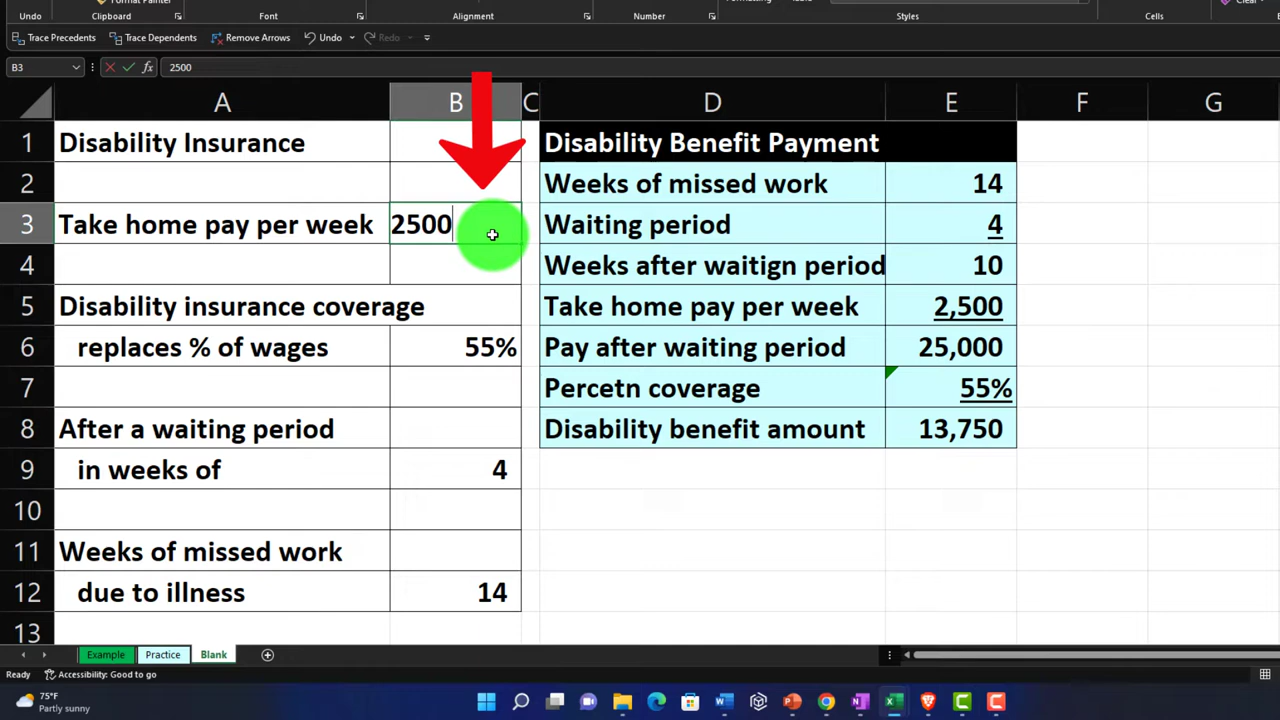 Format Painter
Clear
Undo Clipboard Font Alignment Number Styles Cells
Trace Precedents Trace Dependents Remove Arrows Undo Redo
B3 fx 2500
A B C D E F G
1 Disability Insurance Disability Benefit Payment
2 Weeks of missed work 14
3 Take home pay per week 2500 Waiting period 4
4 Weeks after waitign period 10
5 Disability insurance coverage Take home pay per week 2,500
6 replaces % of wages 55% Pay after waiting period 25,000
7 Percetn coverage 55%
8 After a waiting period Disability benefit amount 13,750
9 in weeks of 4
10
11 Weeks of missed work
12 due to illness 14
13
Example Practice Blank
Ready Accessibility: Good to go
75°F
Partly sunny